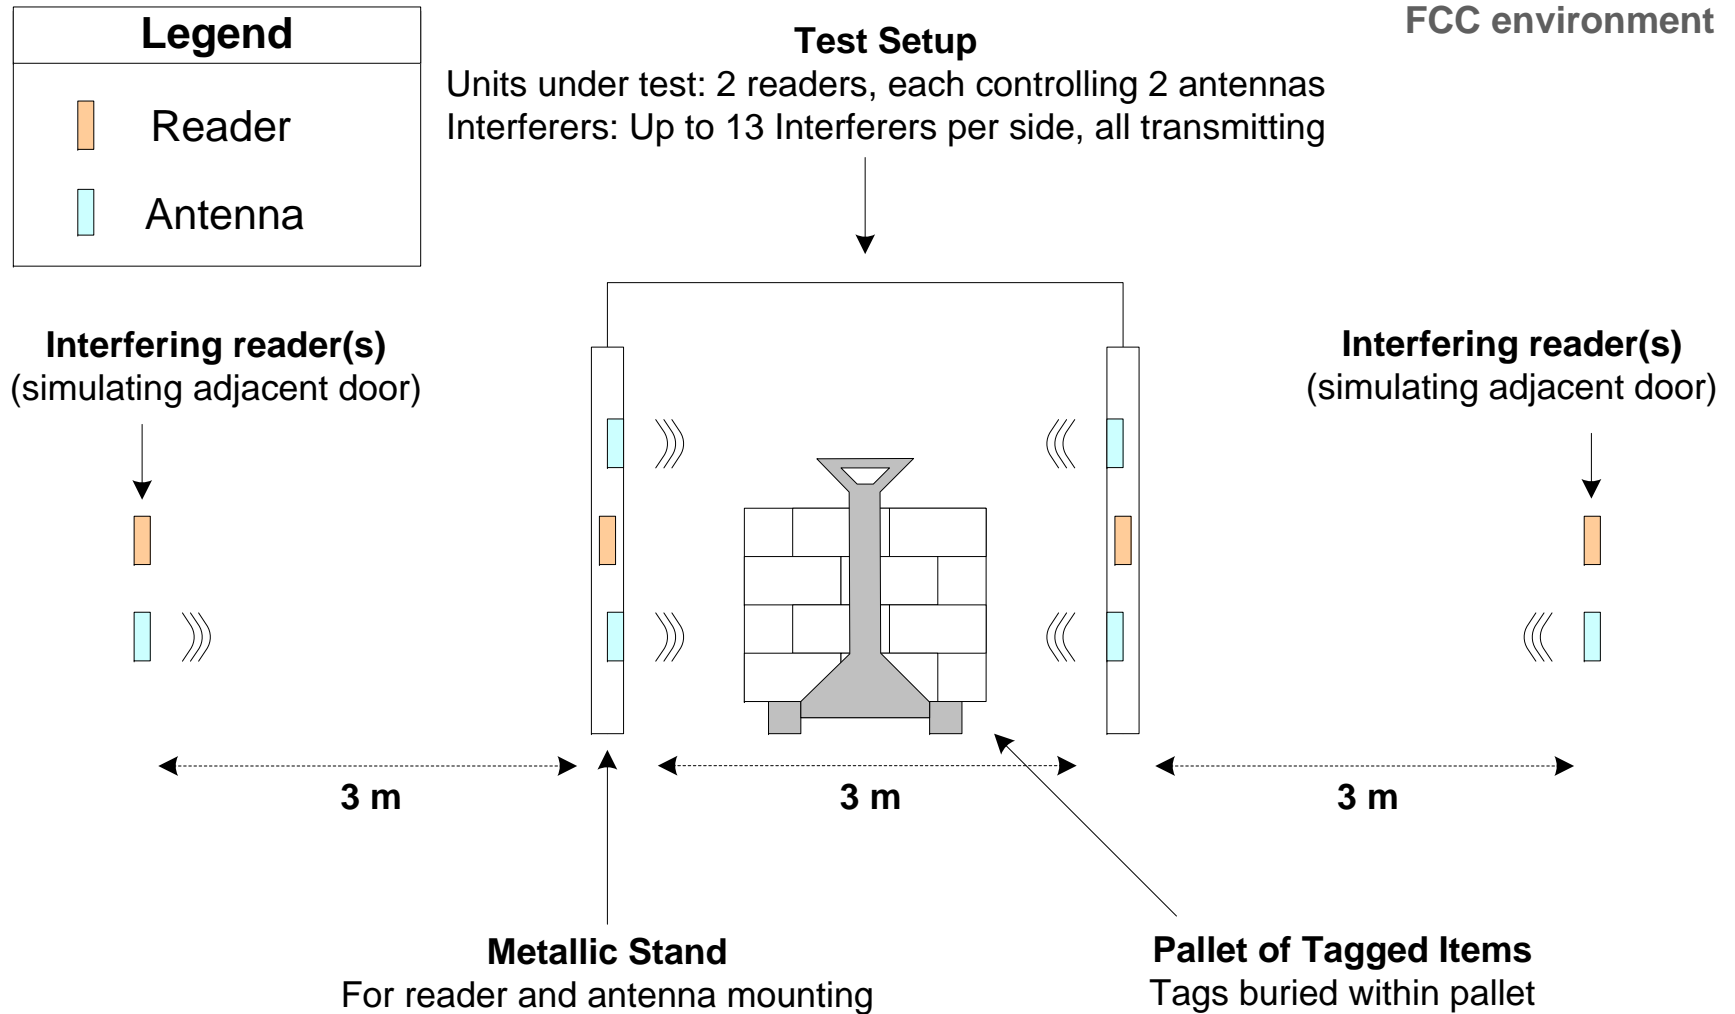 FCC environment
Legend
Reader
Antenna
Test Setup
Units under test: 2 readers, each controlling 2 antennas
Interferers: Up to 13 Interferers per side, all transmitting
Interfering reader(s)
(simulating adjacent door)
Interfering reader(s)
(simulating adjacent door)
3 m
3 m
3 m
Metallic Stand
For reader and antenna mounting
Pallet of Tagged Items
Tags buried within pallet